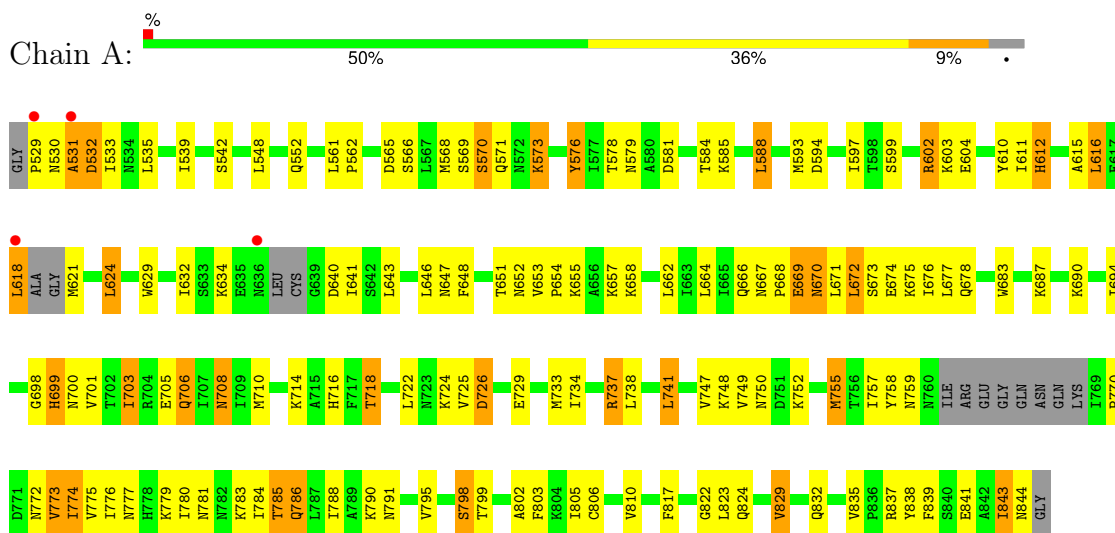 %
Chain A:
50% 36% 9% •
GLY P529 N530 A531 D532 I533 N534 L535 I539 S542 L548 Q552 L561 P562 D565 S566 L567 M568 S569 S570 Q571 N572 K573 Y576 I577 T578 N579 A580 D581 T584 K585 L588 M593 D594 I597 T598 S599 R602 K603 E604 Y610 I611 H612 A615 L616 E617
L618 ALA GLY M621 L624 W629 I632 S633 K634 E635 N636 LEU CYS G639 D640 I641 S642 L643 L646 N647 F648 T651 N652 V653 P654 K655 A656 K657 K658 L662 I663 L664 I665 Q666 N667 P668 E669 N670 L671 L672 S673 E674 K675 I676 L677 Q678 W683 K687 K690 I694
G698 H699 N700 V701 T702 I703 R704 E705 Q706 I707 N708 I709 M710 K714 A715 H716 F717 T718 L722 N723 K724 V725 D726 E729 M733 I734 R737 L738 L741 V747 K748 V749 N750 D751 K752 M755 T756 I757 Y758 N759 N760 ILE ARG GLU GLY GLN ASN GLN LYS I769 P770
D771 N772 V773 I774 V775 I776 N777 H778 K779 I780 N781 N782 K783 I784 T785 Q786 L787 I788 A789 K790 N791 V795 S798 T799 A802 F803 K804 I805 C806 V810 F817 G822 L823 Q824 V829 Q832 V835 P836 R837 Y838 F839 S840 E841 A842 I843 N844 GLY